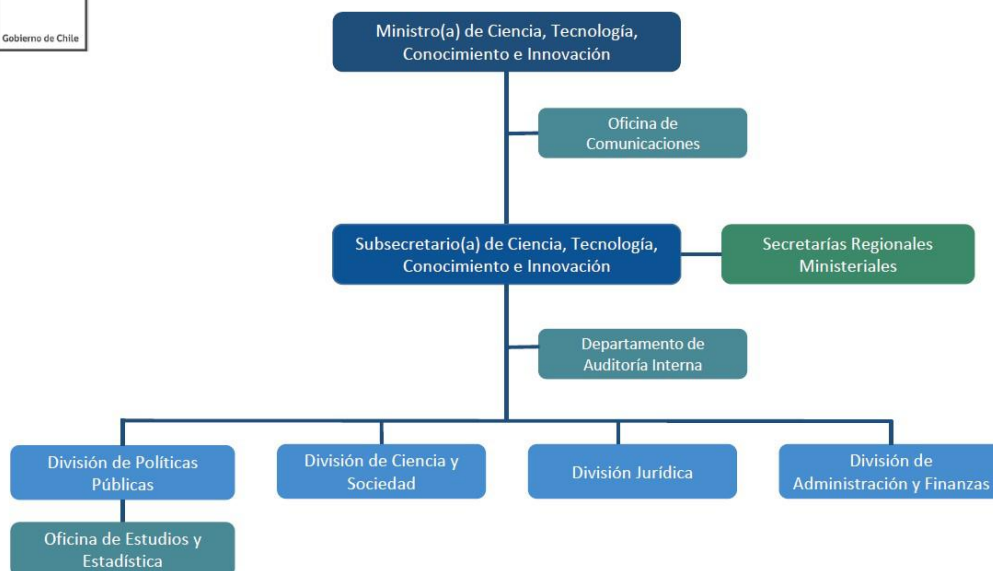 Gobierno de Chile
Ministro(a) de Ciencia, Tecnología,
Conocimiento e Innovación
Oficina de
Comunicaciones
Subsecretario(a) de Ciencia, Tecnología,
Conocimiento e Innovación
Secretarías Regionales
Ministeriales
Departamento de
Auditoría Interna
División de Políticas
Públicas
División de Ciencia y
Sociedad
División Jurídica
División de
Administración y Finanzas
Oficina de Estudios y
Estadística